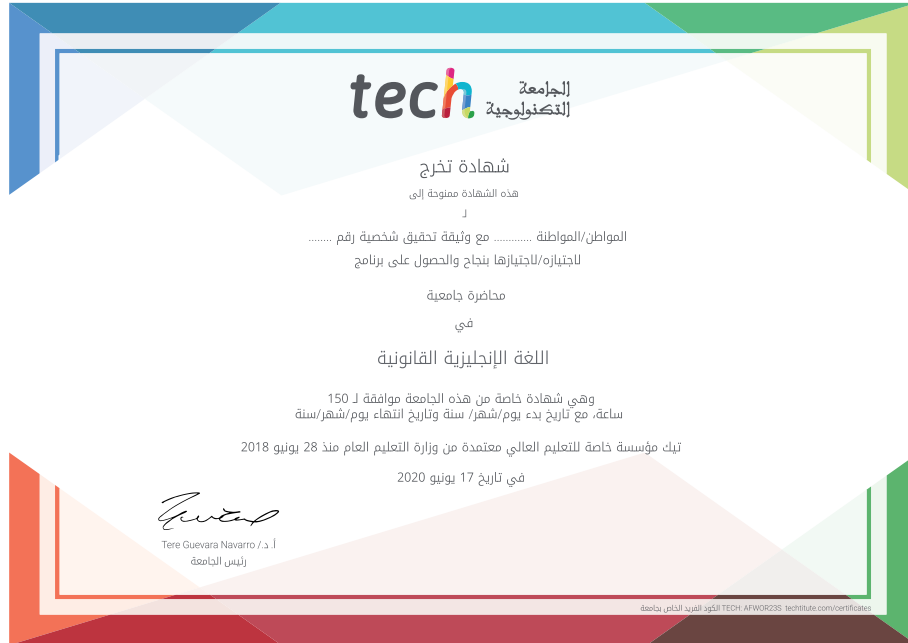 tech الجامعة
التكنولوجية
شهادة تخرج
هذه الشهادة ممنوحة إلى
لـ
المواطن/المواطنة ............ مع وثيقة تحقيق شخصية رقم ........
لاجتيازه/لاجتيازها بنجاح والحصول على برنامج
محاضرة جامعية
في
اللغة الإنجليزية القانونية
وهي شهادة خاصة من هذه الجامعة موافقة لـ 150
ساعة، مع تاريخ بدء يوم/شهر/ سنة وتاريخ انتهاء يوم/شهر/سنة
تيك مؤسسة خاصة للتعليم العالي معتمدة من وزارة التعليم العام منذ 28 يونيو 2018
في تاريخ 17 يونيو 2020
أ. د./ Tere Guevara Navarro
رئيس الجامعة
الكود الفريد الخاص بجامعة TECH: AFWOR23S techtitute.com/certificates